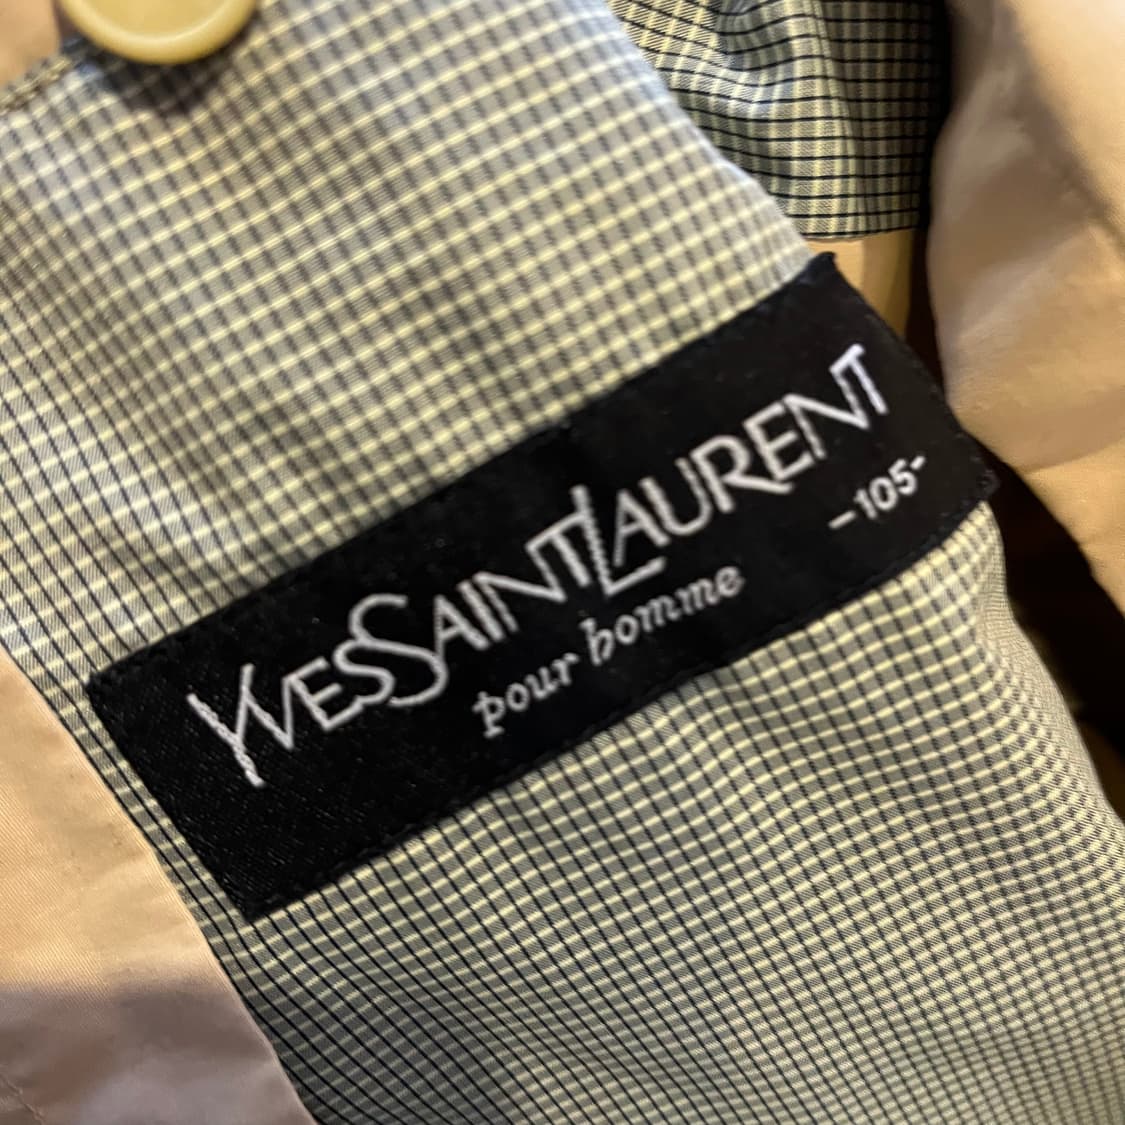 YVESSAINTLAURENT
pour homme
-105-